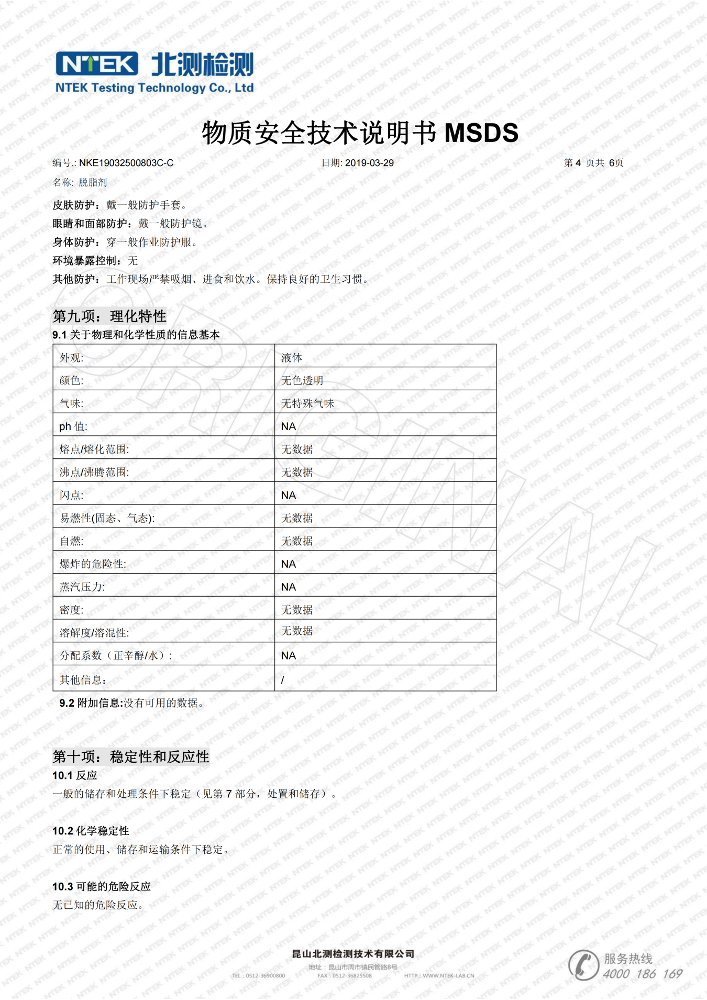 NTEK 北测检测
NTEK Testing Technology Co., Ltd
物质安全技术说明书 MSDS
编号.: NKE19032500803C-C 日期: 2019-03-29 第 4 页共 6页
名称: 脱脂剂
皮肤防护：戴一般防护手套。
眼睛和面部防护：戴一般防护镜。
身体防护：穿一般作业防护服。
环境暴露控制：无
其他防护：工作现场严禁吸烟、进食和饮水。保持良好的卫生习惯。
第九项：理化特性
9.1 关于物理和化学性质的信息基本
外观: 液体
颜色: 无色透明
气味: 无特殊气味
ph 值: NA
熔点/熔化范围: 无数据
沸点/沸腾范围: 无数据
闪点: NA
易燃性(固态、气态): 无数据
自燃: 无数据
爆炸的危险性: NA
蒸汽压力: NA
密度: 无数据
溶解度/溶混性: 无数据
分配系数（正辛醇/水）: NA
其他信息： /
9.2 附加信息:没有可用的数据。
第十项：稳定性和反应性
10.1 反应
一般的储存和处理条件下稳定（见第 7 部分，处置和储存）。
10.2 化学稳定性
正常的使用、储存和运输条件下稳定。
10.3 可能的危险反应
无已知的危险反应。
ORIGINAL
昆山北测检测技术有限公司
地址：昆山市周市镇民管路8号
TEL：0512-36900800 FAX：0512-36825508 HTTP：WWW.NTEK-LAB.CN
服务热线
4000 186 169